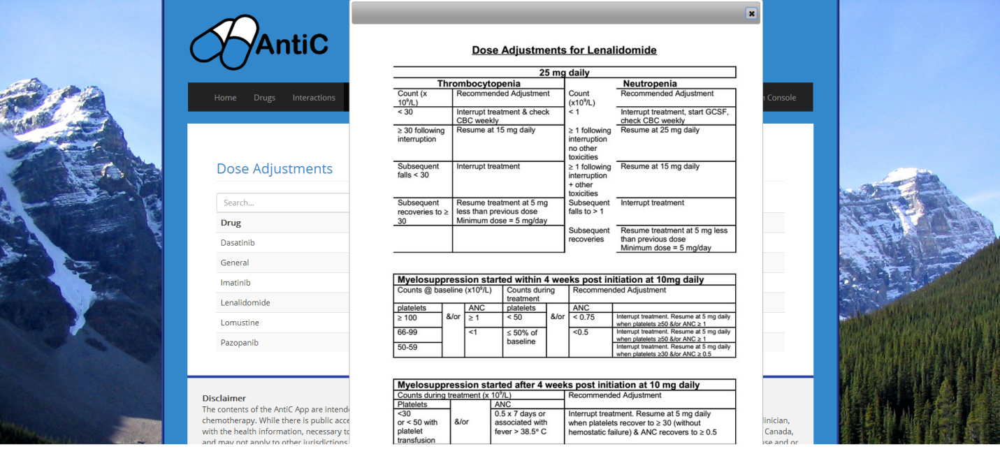 AntiC
Home Drugs Interactions
Console
Dose Adjustments
Search...
Drug
Dasatinib
General
Imatinib
Lenalidomide
Lomustine
Pazopanib
Disclaimer
The contents of the AntiC App are
chemotherapy. While there is public
with the health information, necessary
and may not apply to other jurisdictions
linician,
Canada,
use and or
Dose Adjustments for Lenalidomide
25 mg daily
Thrombocytopenia Neutropenia
Count (x Recommended Adjustment Count Recommended Adjustment
10⁹/L) (x10⁹/L)
< 30 Interrupt treatment & check < 1 Interrupt treatment, start GCSF,
CBC weekly check CBC weekly
≥ 30 following Resume at 15 mg daily ≥ 1 following Resume at 25 mg daily
interruption interruption
no other
toxicities
Subsequent Interrupt treatment ≥ 1 following Resume at 15 mg daily
falls < 30 interruption
+ other
toxicities
Subsequent Resume treatment at 5 mg Subsequent Interrupt treatment
recoveries to ≥ less than previous dose falls to > 1
30 Minimum dose = 5 mg/day
Subsequent Resume treatment at 5 mg less
recoveries than previous dose
Minimum dose = 5 mg/day
Myelosuppression started within 4 weeks post initiation at 10mg daily
Counts @ baseline (x10⁹/L) Counts during Recommended Adjustment
treatment
platelets ANC platelets ANC
≥ 100 &/or ≥ 1 < 50 &/or < 0.75 Interrupt treatment. Resume at 5 mg daily
when platelets ≥50 &/or ANC ≥ 1
66-99 <1 ≤ 50% of <0.5 Interrupt treatment. Resume at 5 mg daily
baseline when platelets ≥50 &/or ANC ≥ 1
50-59 Interrupt treatment. Resume at 5 mg daily
when platelets ≥30 &/or ANC ≥ 0.5
Myelosuppression started after 4 weeks post initiation at 10 mg daily
Counts during treatment (x 10⁹/L) Recommended Adjustment
Platelets ANC
<30 &/or 0.5 x 7 days or Interrupt treatment. Resume at 5 mg daily
or < 50 with associated with when platelets recover to ≥ 30 (without
platelet fever > 38.5º C hemostatic failure) & ANC recovers to ≥ 0.5
transfusion